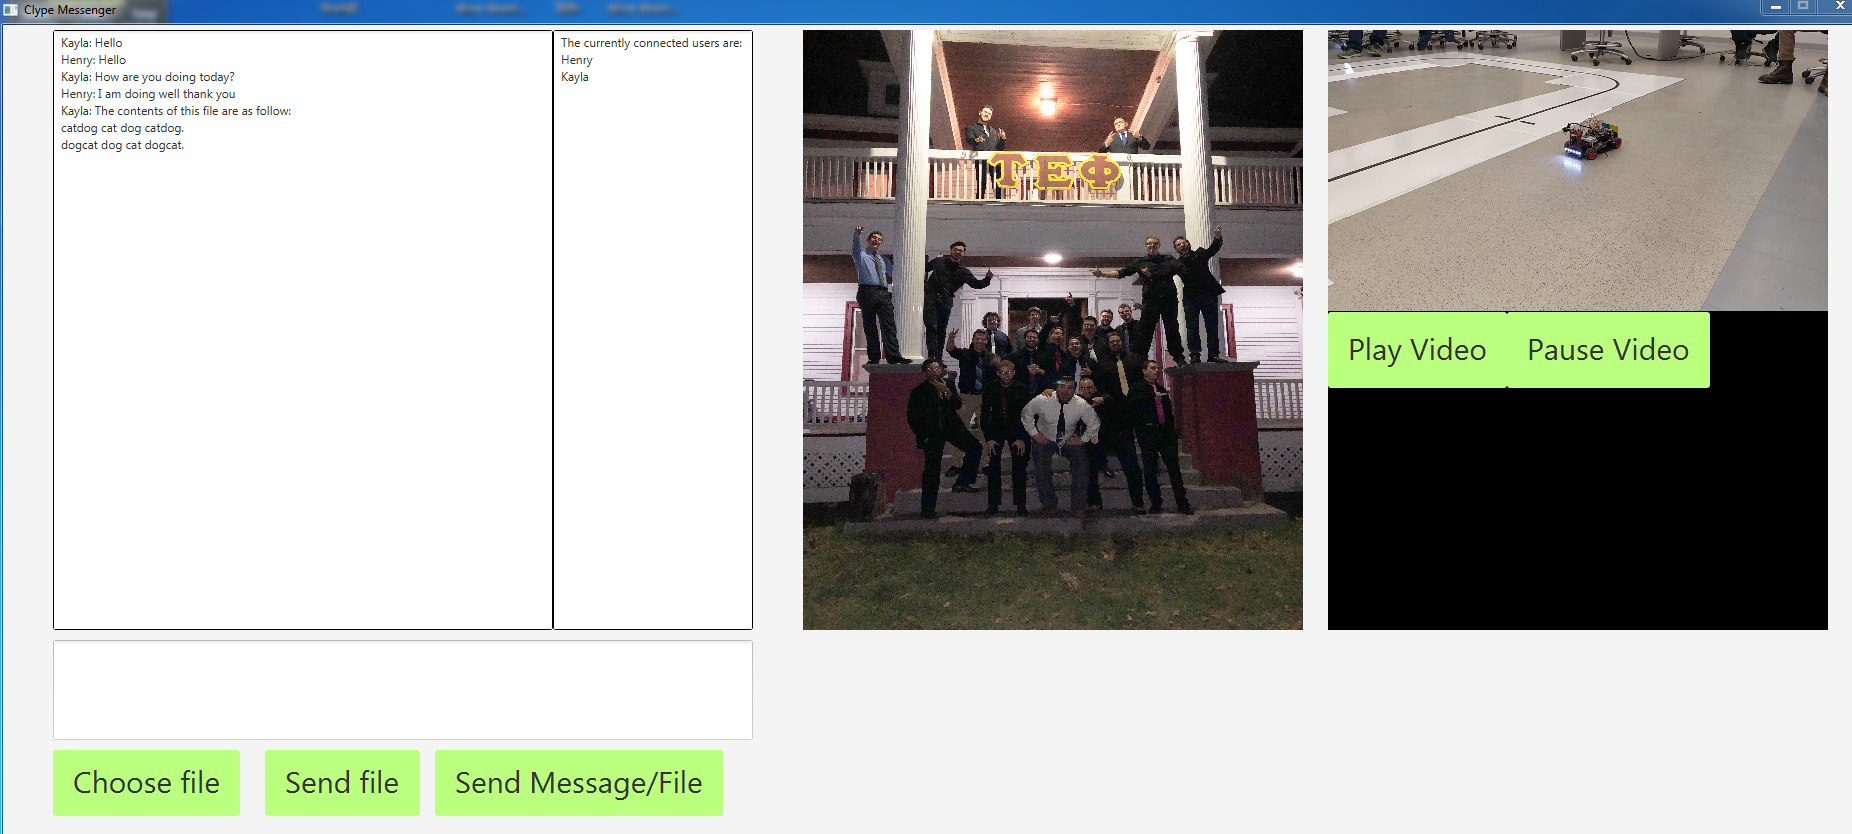 Clype Messenger
Kayla: Hello
Henry: Hello
Kayla: How are you doing today?
Henry: I am doing well thank you
Kayla: The contents of this file are as follow:
catdog cat dog catdog.
dogcat dog cat dogcat.
The currently connected users are:
Henry
Kayla
ΤΕΦ
Play Video
Pause Video
Choose file
Send file
Send Message/File